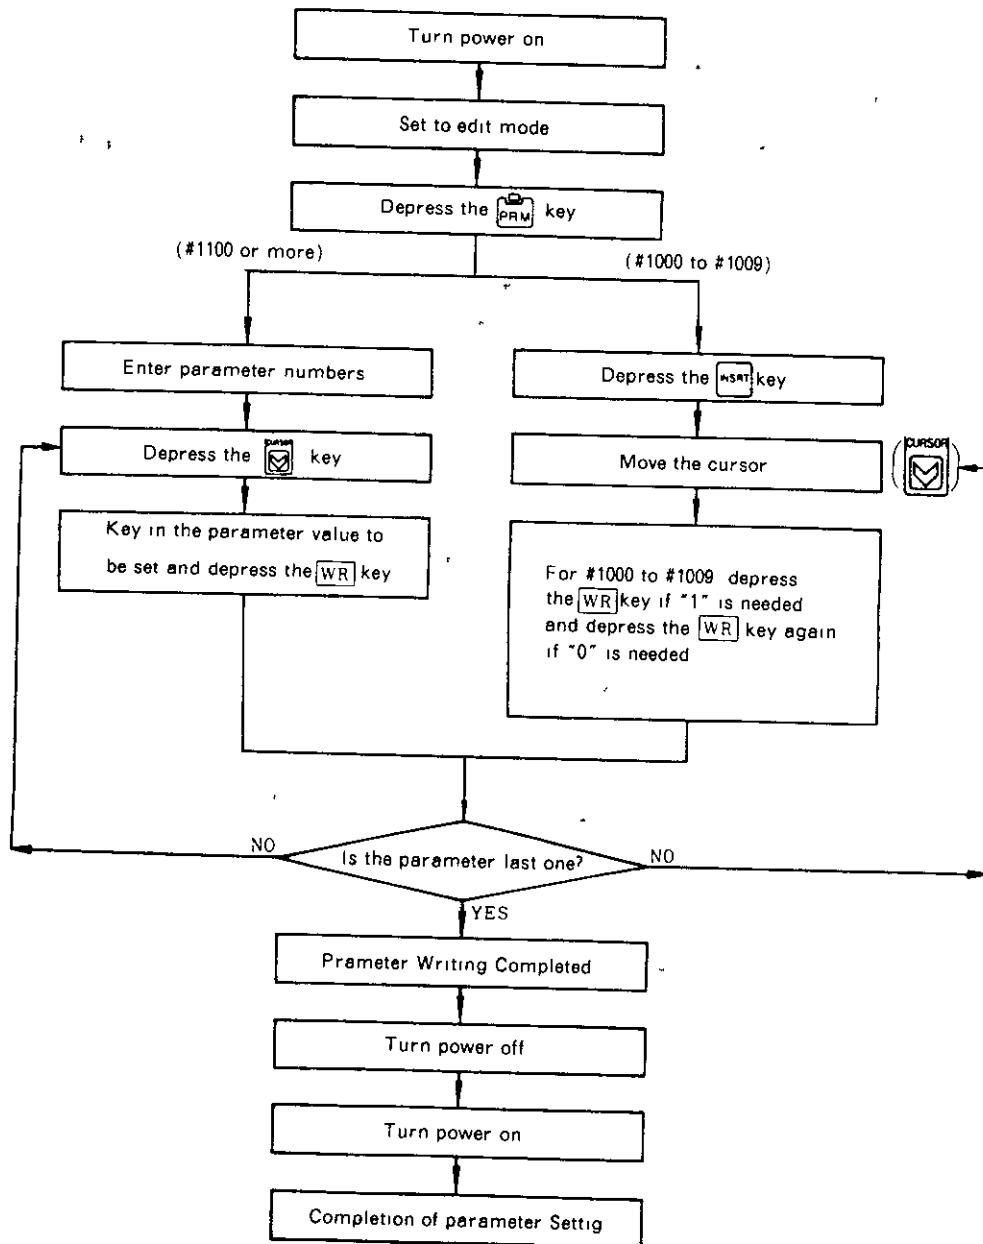 Turn power on
Set to edit mode
Depress the PRM key
(#1100 or more)
(#1000 to #1009)
Enter parameter numbers
Depress the INSRT key
Depress the CURSOR key
Move the cursor
(CURSOR)
Key in the parameter value to
be set and depress the WR key
For #1000 to #1009 depress
the WR key if "1" is needed
and depress the WR key again
if "0" is needed
NO
Is the parameter last one?
NO
YES
Prameter Writing Completed
Turn power off
Turn power on
Completion of parameter Settig